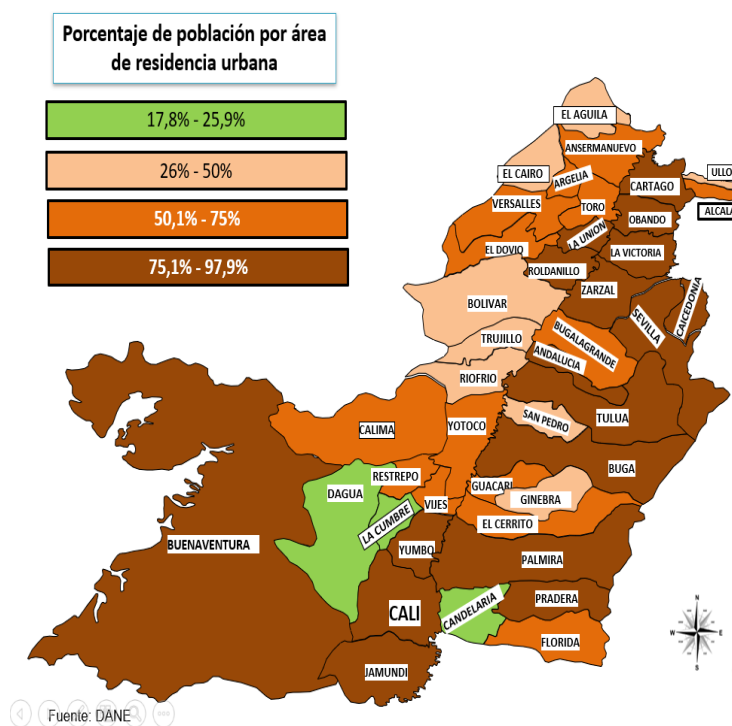 Porcentaje de población por área
de residencia urbana
17,8% - 25,9%
26% - 50%
50,1% - 75%
75,1% - 97,9%
EL AGUILA
ANSERMANUEVO
EL CAIRO
ARGELIA
ULLO
CARTAGO
VERSALLES
TORO
ALCALA
OBANDO
LA UNION
EL DOVIO
LA VICTORIA
ROLDANILLO
ZARZAL
CAICEDONIA
BOLIVAR
SEVILLA
BUGALAGRANDE
TRUJILLO
ANDALUCIA
RIOFRIO
SAN PEDRO
TULUA
CALIMA
YOTOCO
BUGA
RESTREPO
GUACARI
DAGUA
GINEBRA
VIJES
LA CUMBRE
EL CERRITO
BUENAVENTURA
YUMBO
PALMIRA
CALI
CANDELARIA
PRADERA
FLORIDA
JAMUNDI
N
W
E
S
Fuente: DANE